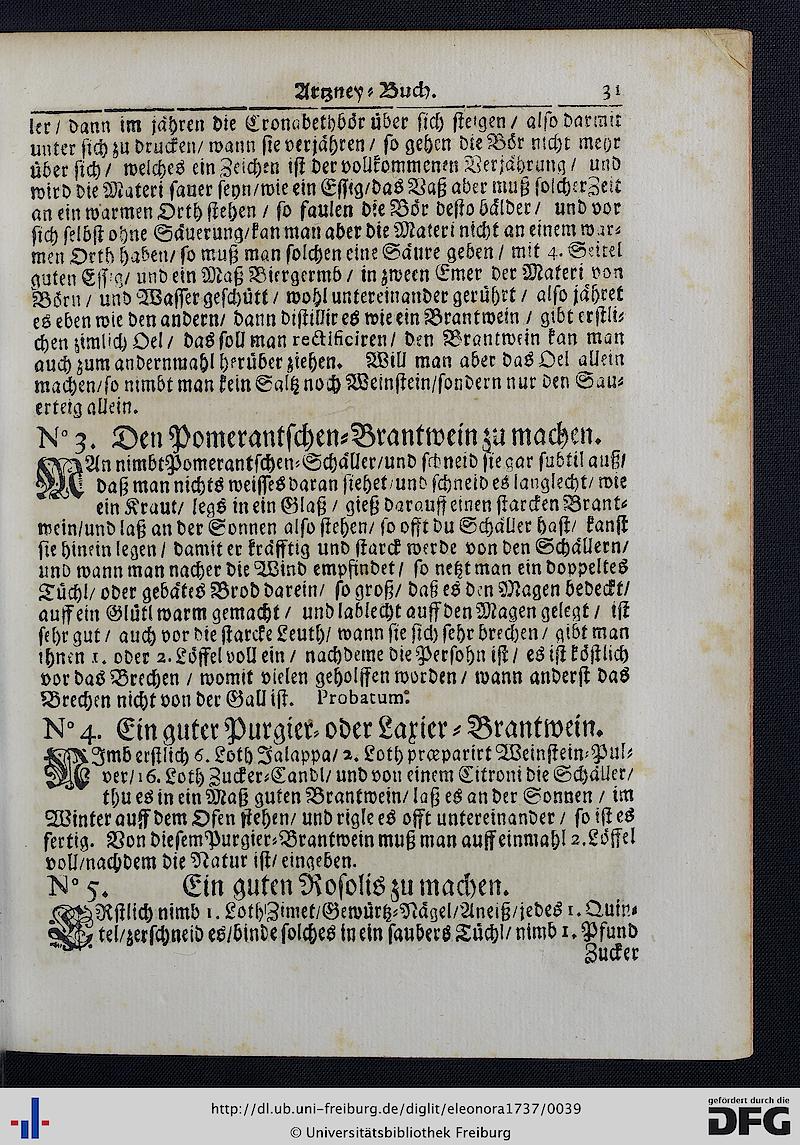 Artzney⸗Buch. 31
ler / dann im jähren die Cronabethbör über sich steigen / also darmit
unter sich zu drucken/ wann sie verjähren / so gehen die Bör nicht mehr
über sich / welches ein Zeichen ist der vollkommenen Verjährung / und
wird die Materi sauer seyn/wie ein Essig/das Vaß aber muß solcher Zeit
an ein warmen Orth stehen / so faulen die Bör desto bälder / und vor
sich selbst ohne Säuerung/kan man aber die Materi nicht an einem war⸗
men Orth haben/ so muß man solchen eine Säure geben / mit 4. Seitel
guten Essig/ und ein Maß Biergermb / in zween Emer der Materi von
Börn / und Wasser geschütt / wohl untereinander gerührt / also jähret
es eben wie den andern/ dann distillir es wie ein Brantwein / gibt erstli⸗
chen zimlich Oel / das soll man rectificiren / den Brantwein kan man
auch zum andernmahl herüber ziehen. Will man aber das Oel allein
machen/so nimbt man kein Saltz noch Weinstein/sondern nur den Sau⸗
erteig allein.
N° 3. Den Pomerantschen⸗Brantwein zu machen.
MAn nimbt Pomerantschen⸗Schäller/und schneid sie gar subtil auß/
daß man nichts weisses daran siehet/und schneid es langlecht/ wie
ein Kraut/ legs in ein Glaß / gieß darauff einen starcken Brant⸗
wein/und laß an der Sonnen also stehen/ so offt du Schäller hast/ kanst
sie hinein legen / damit er kräfftig und starck werde von den Schällern/
und wann man nacher die Wind empfindet / so netzt man ein doppeltes
Tüchl/ oder gebätes Brod darein/ so groß/ daß es den Magen bedeckt/
auff ein Glütl warm gemacht / und lablecht auff den Magen gelegt / ist
sehr gut / auch vor die starcke Leuth/ wann sie sich sehr brechen / gibt man
ihnen 1. oder 2. Löffel voll ein / nachdeme die Persohn ist / es ist köstlich
vor das Brechen / womit vielen geholffen worden / wann anderst das
Brechen nicht von der Gall ist. Probatum.
N° 4. Ein guter Purgier⸗ oder Laxier⸗Brantwein.
NImb erstlich 6. Loth Jalappa/ 2. Loth præparirt Weinstein⸗Pul⸗
ver/16. Loth Zucker⸗Candl/ und von einem Citroni die Schäller/
thu es in ein Maß guten Brantwein/ laß es an der Sonnen / im
Winter auff dem Ofen stehen/ und rigle es offt untereinander / so ist es
fertig. Von diesem Purgier⸗Brantwein muß man auff einmahl 2. Löffel
voll/nachdem die Natur ist/ eingeben.
N° 5. Ein guten Rosolis zu machen.
ERstlich nimb 1. Loth Zimet/Gewürtz⸗Nägel/Aneiß/jedes 1. Quin⸗
tel/zerschneid es/binde solches in ein saubers Tüchl/ nimb 1. Pfund
Zucker
http://dl.ub.uni-freiburg.de/diglit/eleonora1737/0039
© Universitätsbibliothek Freiburg
gefördert durch die
DFG